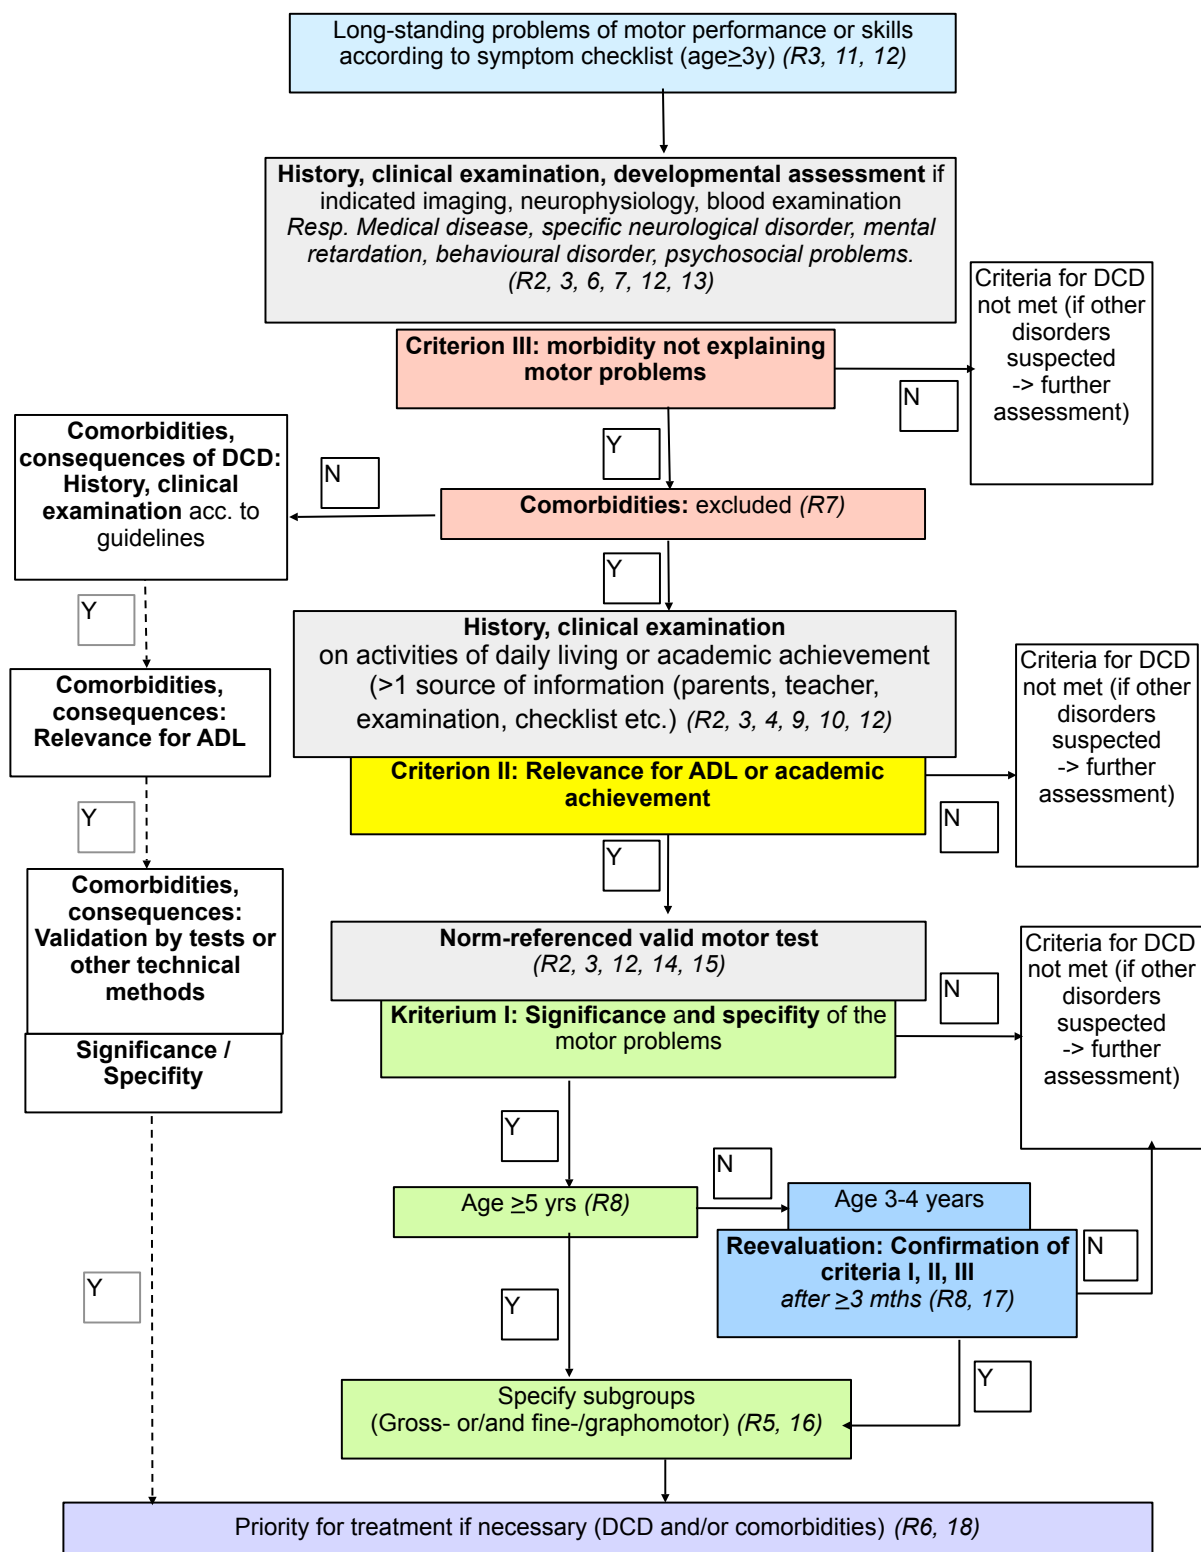 Long-standing problems of motor performance or skills
according to symptom checklist (age≥3y) (R3, 11, 12)
History, clinical examination, developmental assessment if
indicated imaging, neurophysiology, blood examination
Resp. Medical disease, specific neurological disorder, mental
retardation, behavioural disorder, psychosocial problems.
(R2, 3, 6, 7, 12, 13)
Criterion III: morbidity not explaining
motor problems
N
Criteria for DCD
not met (if other
disorders
suspected
-> further
assessment)
Y
Comorbidities: excluded (R7)
N
Comorbidities,
consequences of DCD:
History, clinical
examination acc. to
guidelines
Y
Comorbidities,
consequences:
Relevance for ADL
Y
Comorbidities,
consequences:
Validation by tests or
other technical
methods
Significance /
Specifity
Y
Y
History, clinical examination
on activities of daily living or academic achievement
(>1 source of information (parents, teacher,
examination, checklist etc.) (R2, 3, 4, 9, 10, 12)
Criterion II: Relevance for ADL or academic
achievement
N
Criteria for DCD
not met (if other
disorders
suspected
-> further
assessment)
Y
Norm-referenced valid motor test
(R2, 3, 12, 14, 15)
Kriterium I: Significance and specifity of the
motor problems
N
Criteria for DCD
not met (if other
disorders
suspected
-> further
assessment)
Y
Age ≥5 yrs (R8)
N
Age 3-4 years
Reevaluation: Confirmation of
criteria I, II, III
after ≥3 mths (R8, 17)
N
Y
Y
Specify subgroups
(Gross- or/and fine-/graphomotor) (R5, 16)
Priority for treatment if necessary (DCD and/or comorbidities) (R6, 18)